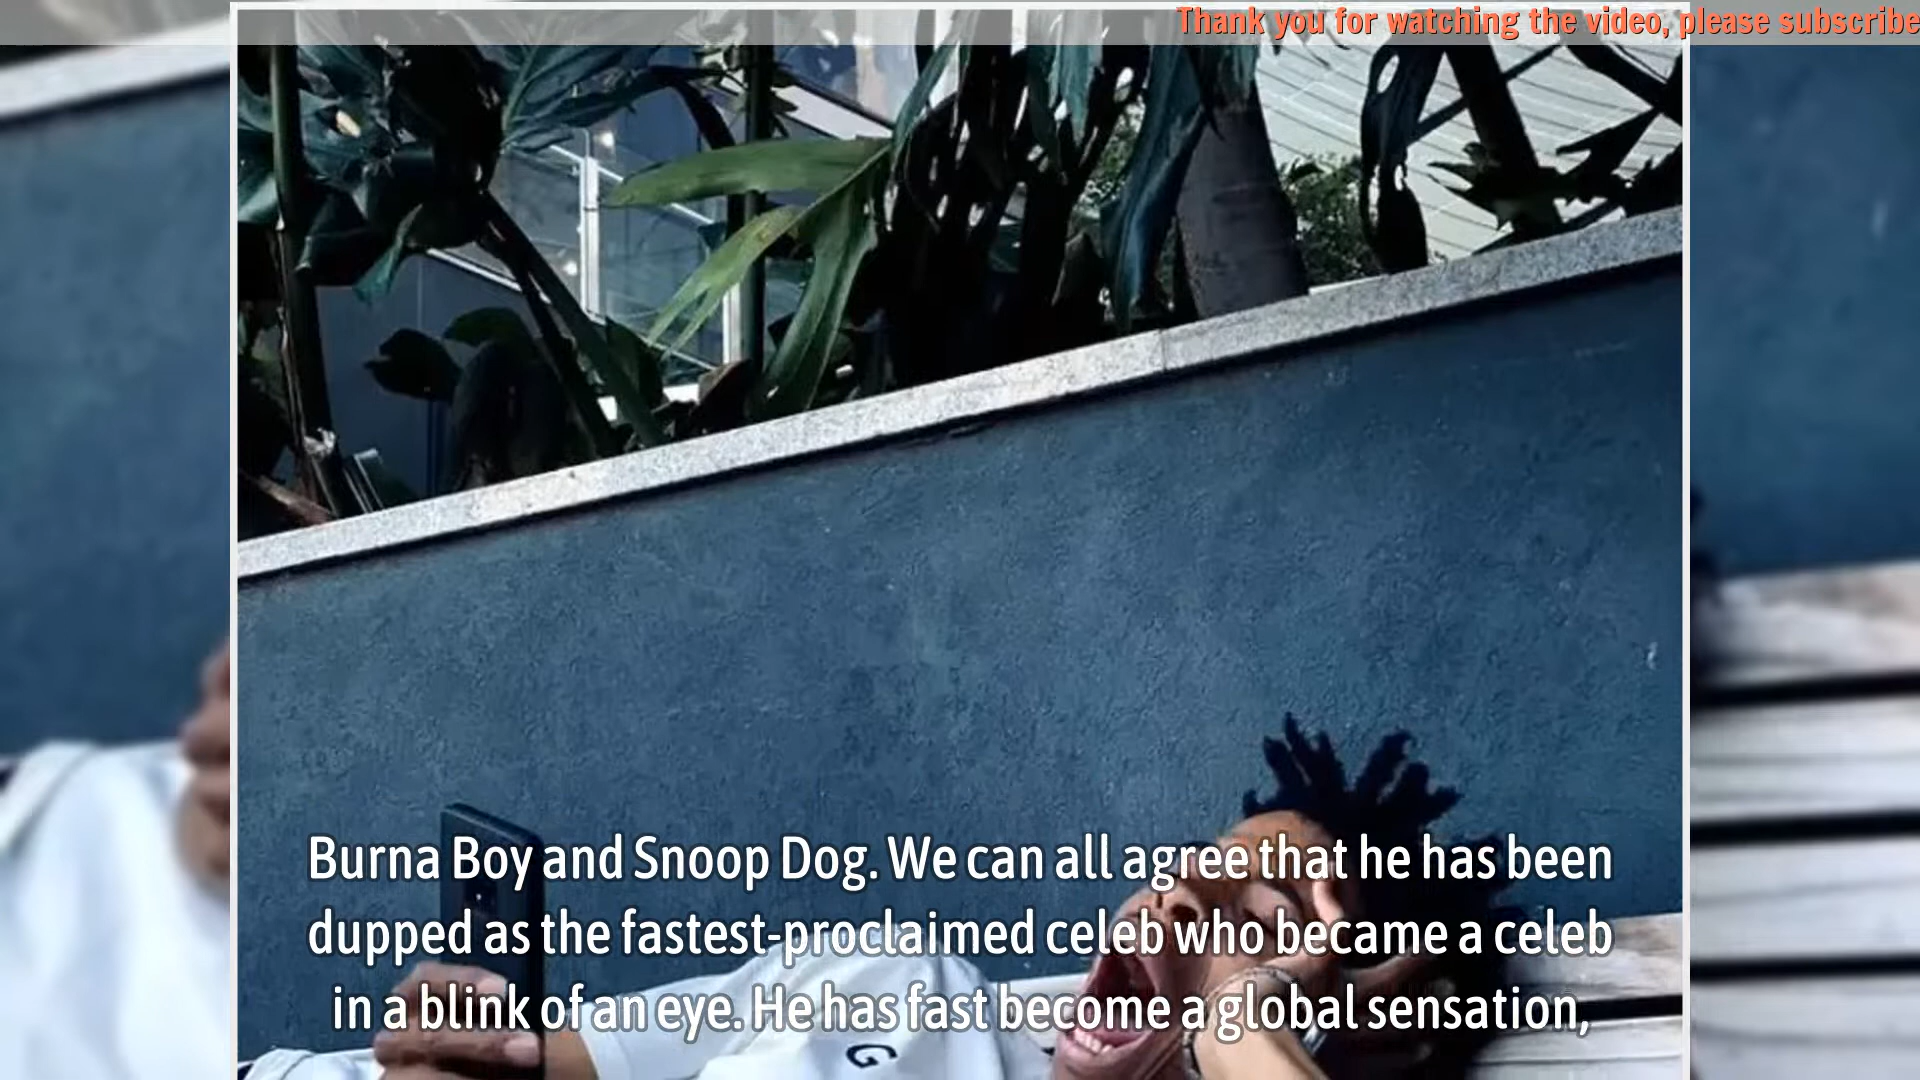 Thank you for watching the video, please subscribe
Burna Boy and Snoop Dog. We can all agree that he has been
dupped as the fastest-proclaimed celeb who became a celeb
in a blink of an eye. He has fast become a global sensation,
G